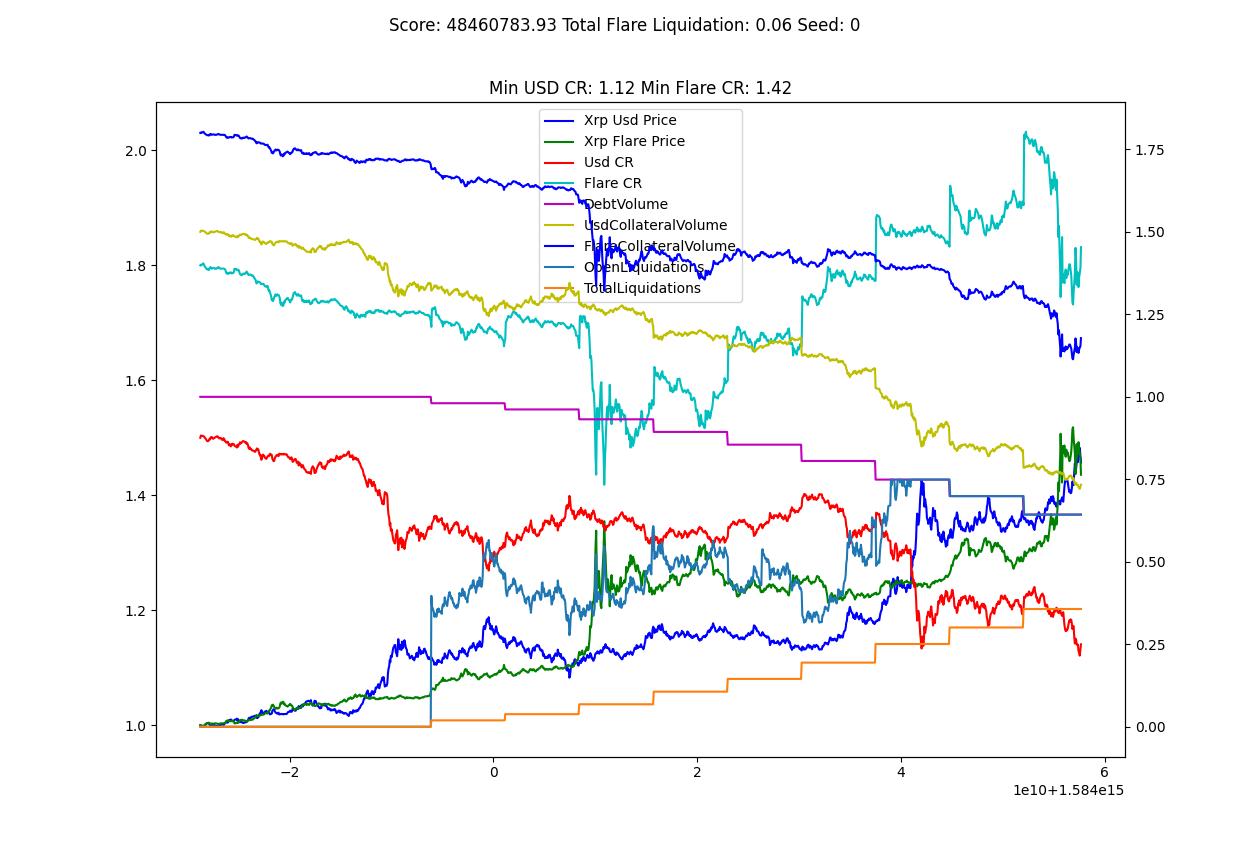 Score: 48460783.93 Total Flare Liquidation: 0.06 Seed: 0
Min USD CR: 1.12 Min Flare CR: 1.42
Xrp Usd Price
Xrp Flare Price
Usd CR
Flare CR
DebtVolume
UsdCollateralVolume
FlareCollateralVolume
OpenLiquidations
TotalLiquidations
2.0
1.8
1.6
1.4
1.2
1.0
1.75
1.50
1.25
1.00
0.75
0.50
0.25
0.00
−2 0 2 4 6
1e10+1.584e15